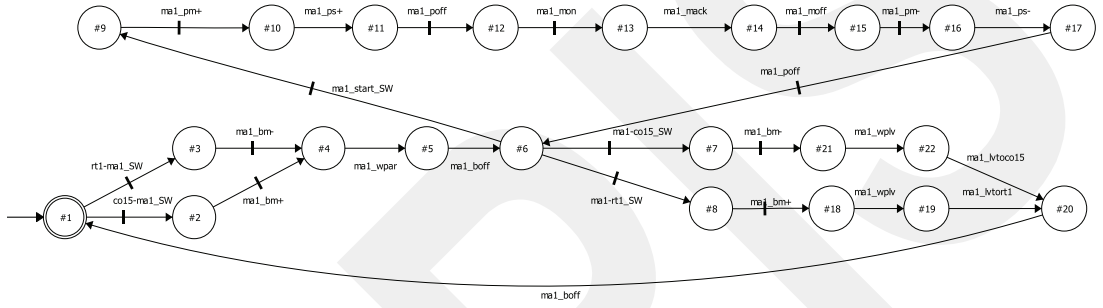 ma1_pm+ ma1_ps+ ma1_poff ma1_mon ma1_mack ma1_moff ma1_pm- ma1_ps-
#9 #10 #11 #12 #13 #14 #15 #16 #17
ma1_poff
ma1_start_SW
ma1_bm- ma1-co15_SW ma1_bm- ma1_wplv
#3 #4 #5 #6 #7 #21 #22
rt1-ma1_SW ma1_wpar ma1_boff ma1_lvtoco15
co15-ma1_SW ma1_bm+ ma1-rt1_SW ma1_bm+ ma1_wplv ma1_lvtort1
#1 #2 #8 #18 #19 #20
ma1_boff